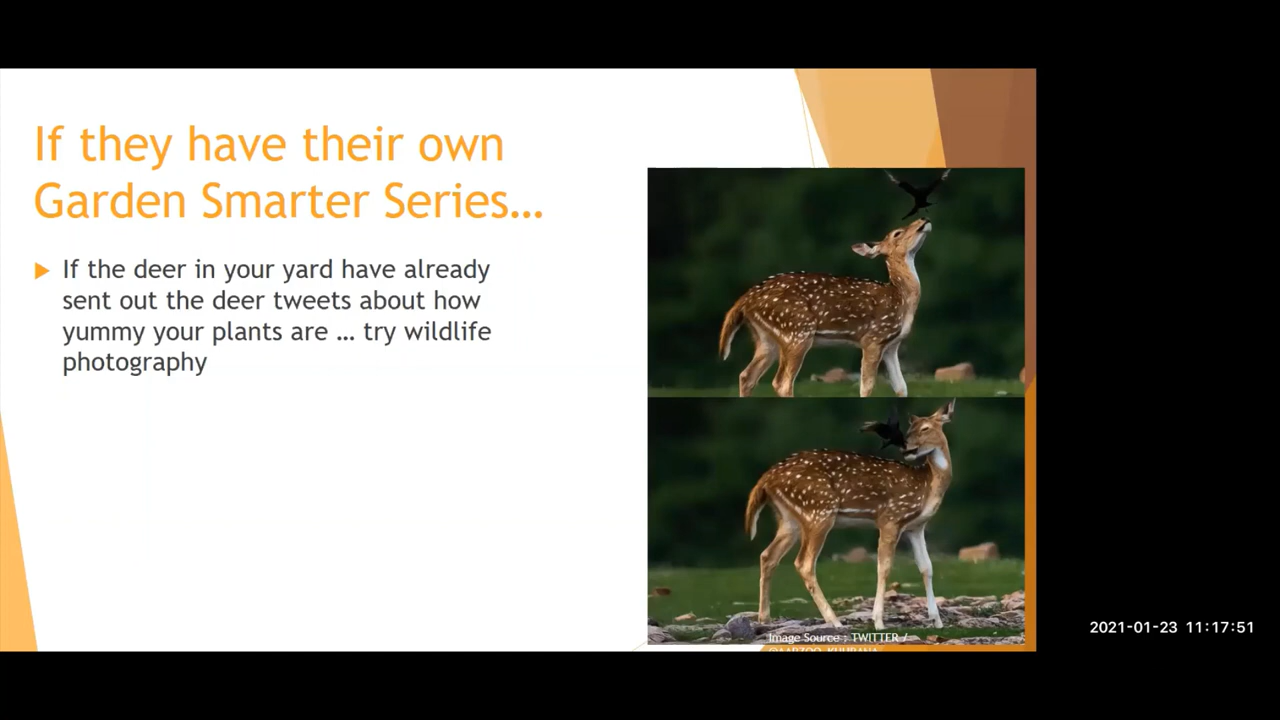 If they have their own
Garden Smarter Series…
If the deer in your yard have already
sent out the deer tweets about how
yummy your plants are … try wildlife
photography
Image Source : TWITTER /
2021-01-23 11:17:51